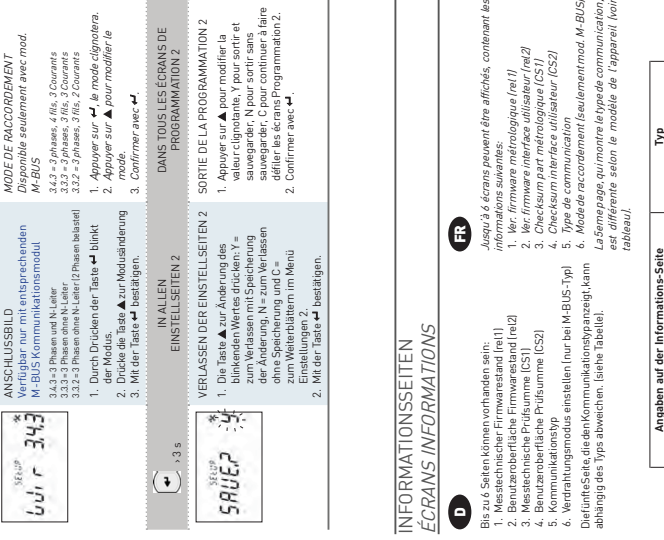 SETUP *
Wir 3.4.3
ANSCHLUSSBILD
Verfügbar nur mit entsprechenden
M-BUS Kommunikationsmodul
3.4.3 = 3 Phasen und N-Leiter
3.3.3 = 3 Phasen ohne N-Leiter
3.3.2 = 3 Phasen ohne N-Leiter (2 Phasen belastet)
1. Durch Drücken der Taste ↵ blinkt
der Modus.
2. Drücke die Taste ▲ zur Modusänderung
3. Mit der Taste ↵ bestätigen.
MODE DE RACCORDEMENT
Disponible seulement avec mod.
M-BUS
3.4.3 = 3 phases, 4 fils, 3 Courants
3.3.3 = 3 phases, 3 fils, 3 Courants
3.3.2 = 3 phases, 3 fils, 2 Courants
1. Appuyer sur ↵, le mode clignotera.
2. Appuyer sur ▲ pour modifier le
mode.
3. Confirmer avec ↵.
↵ >3 s
IN ALLEN
EINSTELLSEITEN 2
DANS TOUS LES ÉCRANS DE
PROGRAMMATION 2
SETUP *
SAVE.? Y
VERLASSEN DER EINSTELLSEITEN 2
1. Die Taste ▲ zur Änderung des
blinkenden Wertes drücken: Y =
zum Verlassen mit Speicherung
der Änderung, N = zum Verlassen
ohne Speicherung und C =
zum Weiterblättern im Menü
Einstellungen 2.
2. Mit der Taste ↵ bestätigen.
SORTIE DE LA PROGRAMMATION 2
1. Appuyer sur ▲ pour modifier la
valeur clignotante, Y pour sortir et
sauvegarder, N pour sortir sans
sauvegarder, C pour continuer à faire
défiler les écrans Programmation 2.
2. Confirmer avec ↵.
INFORMATIONSSEITEN
ÉCRANS INFORMATIONS
D
Bis zu 6 Seiten können vorhanden sein:
1. Messtechnischer Firmwarestand (rel1)
2. Benutzeroberfläche Firmwarestand (rel2)
3. Messtechnische Prüfsumme (CS1)
4. Benutzeroberfläche Prüfsumme (CS2)
5. Kommunikationstyp
6. Verdrahtungsmodus einstellen (nur bei M-BUS-Typ)
Die fünfte Seite, die den Kommunikationstyp anzeigt, kann
abhängig des Typs abweichen. (siehe Tabelle).
FR
Jusqu'à 6 écrans peuvent être affichés, contenant les
informations suivantes:
1. Ver. firmware métrologique (rel1)
2. Ver. firmware interface utilisateur (rel2)
3. Checksum part métrologique (CS1)
4. Checksum interface utilisateur (CS2)
5. Type de communication
6. Mode de raccordement (seulement mod. M-BUS)
La 5eme page, qui montre le type de communication,
est différente selon le modèle de l'appareil (voir
tableau).
Angaben auf der Informations-Seite
Typ